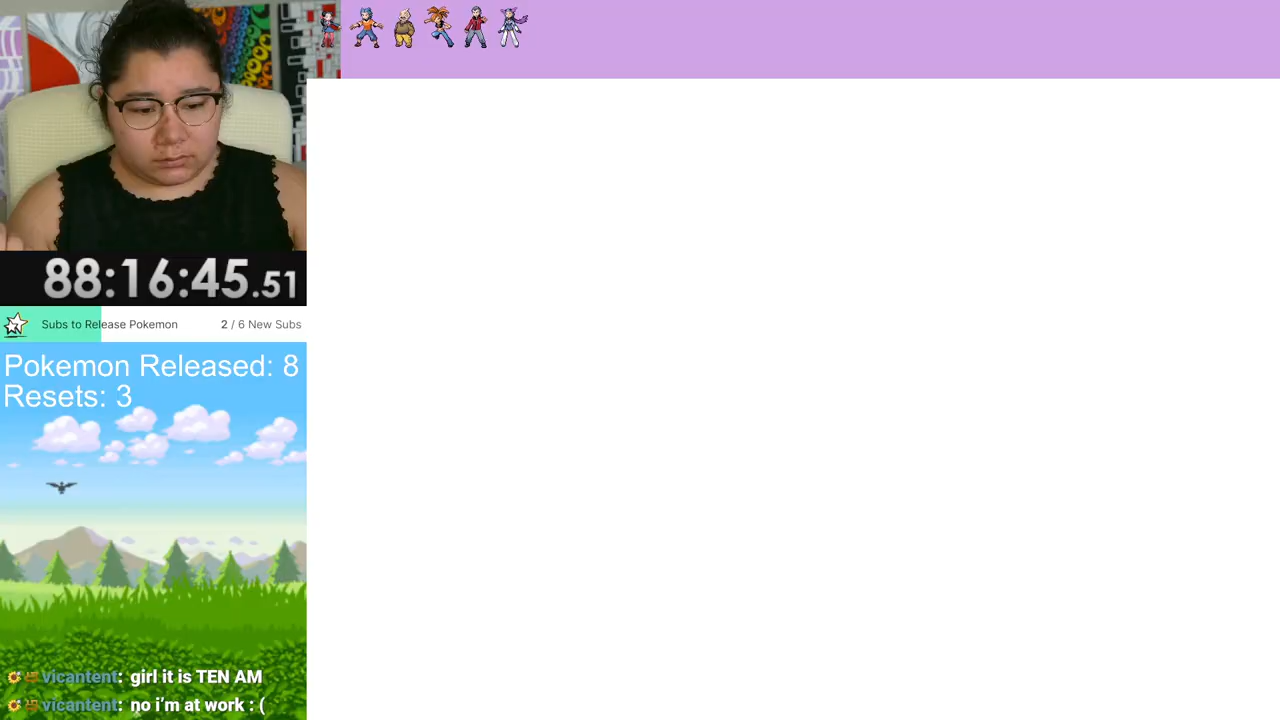 88:16:45.51
Subs to Release Pokemon 2 / 6 New Subs
Pokemon Released: 8
Resets: 3
vicantent: girl it is TEN AM
vicantent: no i'm at work : (